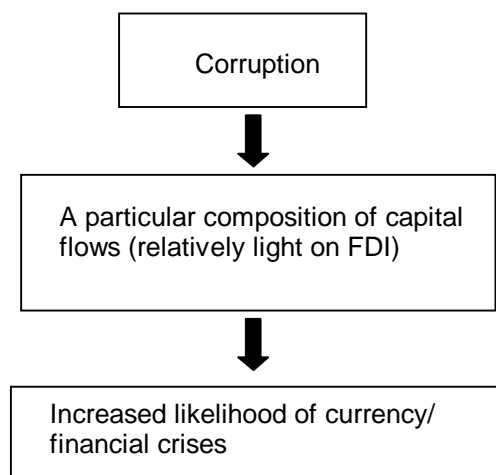 Corruption
A particular composition of capital
flows (relatively light on FDI)
Increased likelihood of currency/
financial crises